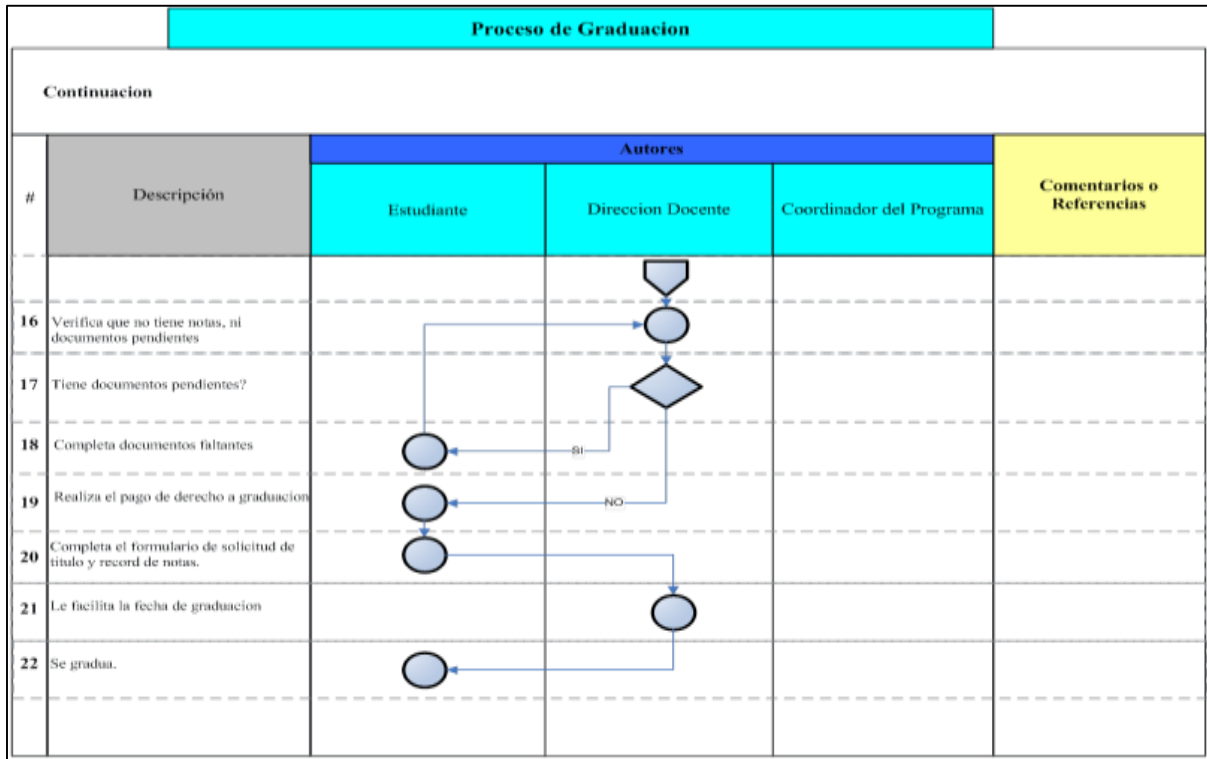 Proceso de Graduacion
Continuacion
#
Descripción
Autores
Estudiante
Direccion Docente
Coordinador del Programa
Comentarios o
Referencias
16 Verifica que no tiene notas, ni
documentos pendientes
17 Tiene documentos pendientes?
18 Completa documentos faltantes
SI
19 Realiza el pago de derecho a graduacion
NO
20 Completa el formulario de solicitud de
titulo y record de notas.
21 Le facilita la fecha de graduacion
22 Se gradua.